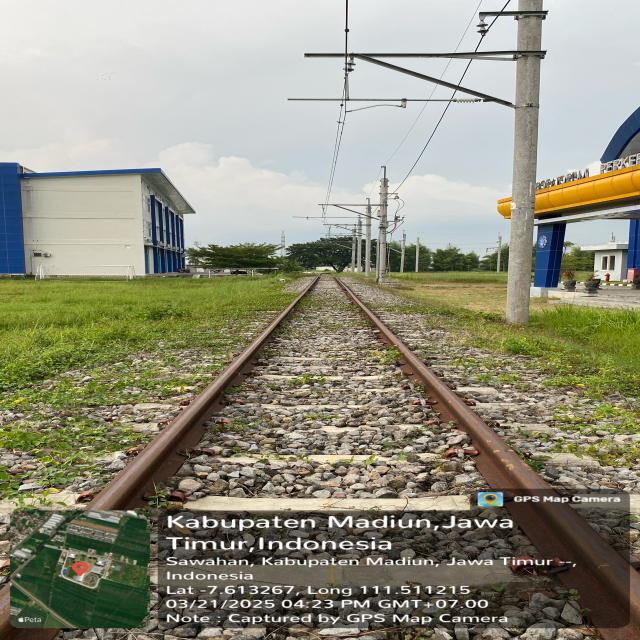 PERKER
GPS Map Camera
Kabupaten Madiun,Jawa
Timur,Indonesia
Sawahan, Kabupaten Madiun, Jawa Timur --,
Indonesia
Lat -7.613267, Long 111.511215
03/21/2025 04:23 PM GMT+07.00
Note : Captured by GPS Map Camera
Peta